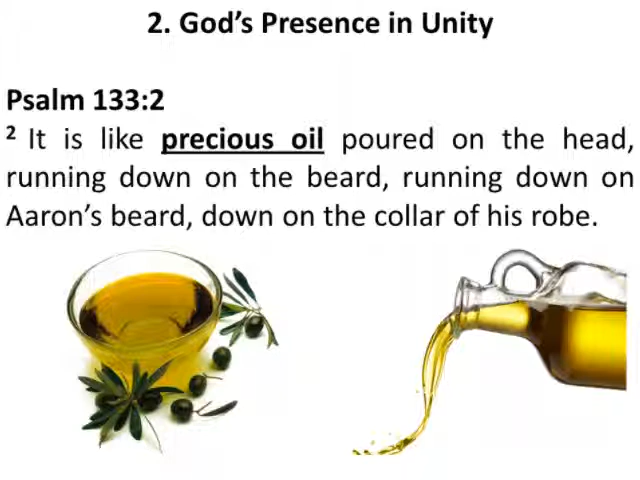 2. God's Presence in Unity
Psalm 133:2
2 It is like precious oil poured on the head,
running down on the beard, running down on
Aaron's beard, down on the collar of his robe.